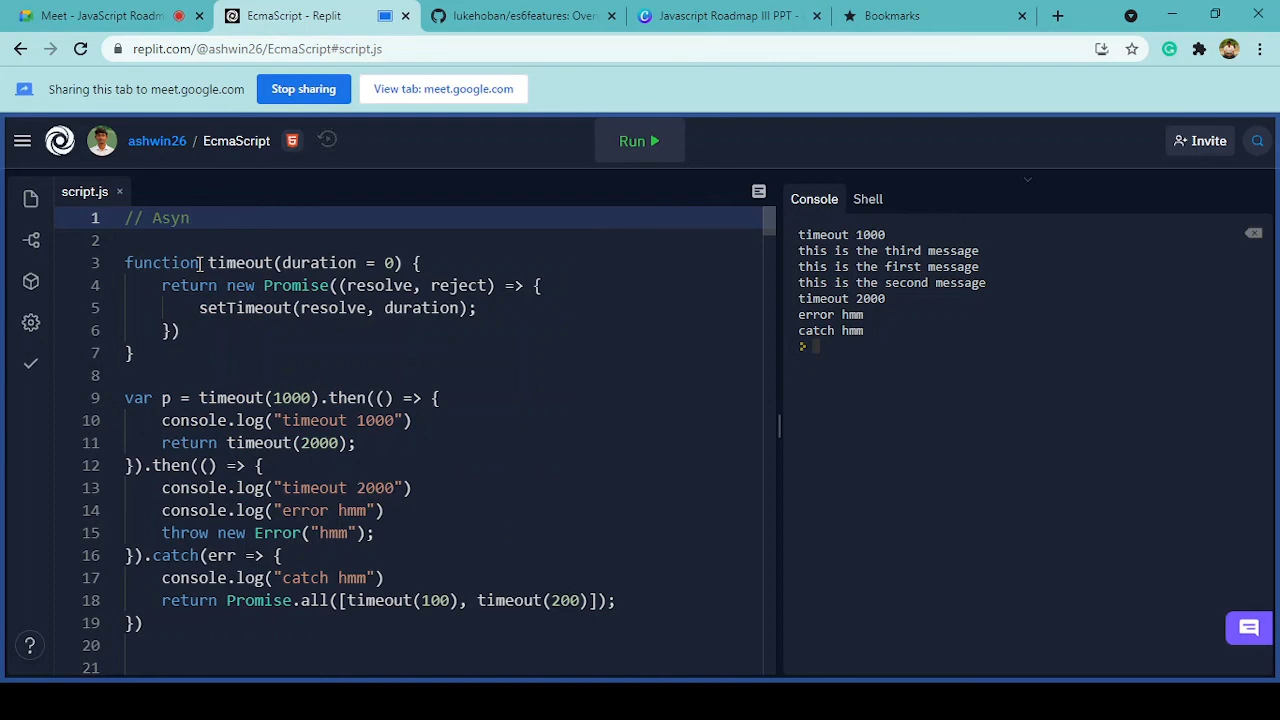 Meet - JavaScript Roadm
EcmaScript - Replit
lukehoban/es6features: Over
Javascript Roadmap III PPT -
Bookmarks
replit.com/@ashwin26/EcmaScript#script.js
Sharing this tab to meet.google.com
Stop sharing
View tab: meet.google.com
ashwin26 / EcmaScript
Run
Invite
script.js
1 // Asyn
2
3 function timeout(duration = 0) {
4 return new Promise((resolve, reject) => {
5 setTimeout(resolve, duration);
6 })
7 }
8
9 var p = timeout(1000).then(() => {
10 console.log("timeout 1000")
11 return timeout(2000);
12 }).then(() => {
13 console.log("timeout 2000")
14 console.log("error hmm")
15 throw new Error("hmm");
16 }).catch(err => {
17 console.log("catch hmm")
18 return Promise.all([timeout(100), timeout(200)]);
19 })
20
21
Console
Shell
timeout 1000
this is the third message
this is the first message
this is the second message
timeout 2000
error hmm
catch hmm